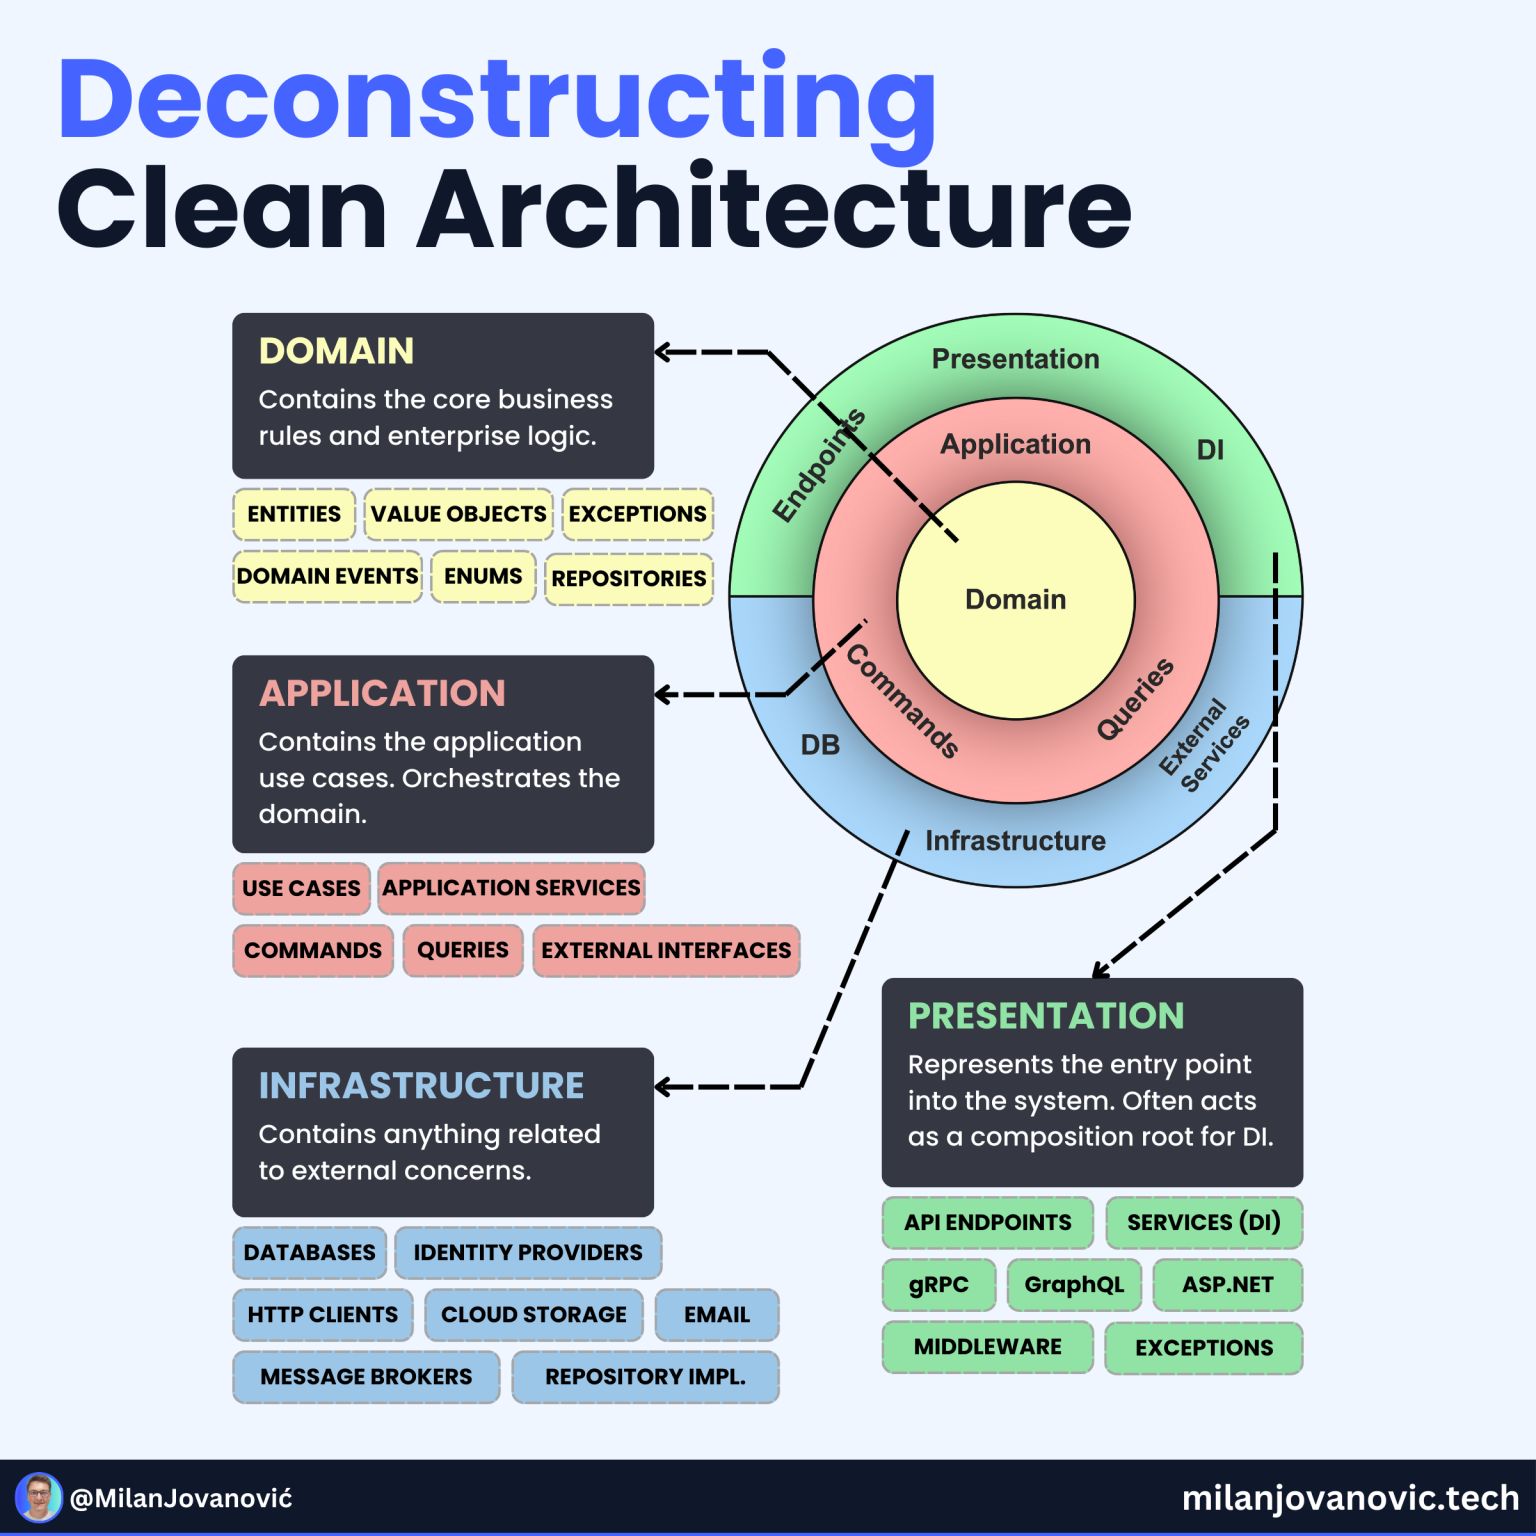 Deconstructing
Clean Architecture
DOMAIN
Contains the core business
rules and enterprise logic.
ENTITIES
VALUE OBJECTS
EXCEPTIONS
DOMAIN EVENTS
ENUMS
REPOSITORIES
APPLICATION
Contains the application
use cases. Orchestrates the
domain.
USE CASES
APPLICATION SERVICES
COMMANDS
QUERIES
EXTERNAL INTERFACES
INFRASTRUCTURE
Contains anything related
to external concerns.
DATABASES
IDENTITY PROVIDERS
HTTP CLIENTS
CLOUD STORAGE
EMAIL
MESSAGE BROKERS
REPOSITORY IMPL.
Presentation
Endpoints
DI
Application
Domain
Commands
Queries
DB
External
Services
Infrastructure
PRESENTATION
Represents the entry point
into the system. Often acts
as a composition root for DI.
API ENDPOINTS
SERVICES (DI)
gRPC
GraphQL
ASP.NET
MIDDLEWARE
EXCEPTIONS
@MilanJovanović
milanjovanovic.tech